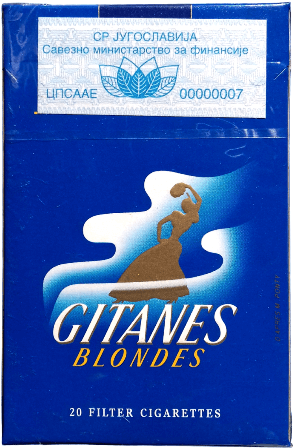 СР ЈУГОСЛАВИЈА
Савезно министарство за финансије
ЦПСААЕ 00000007
GITANES
BLONDES
20 FILTER CIGARETTES